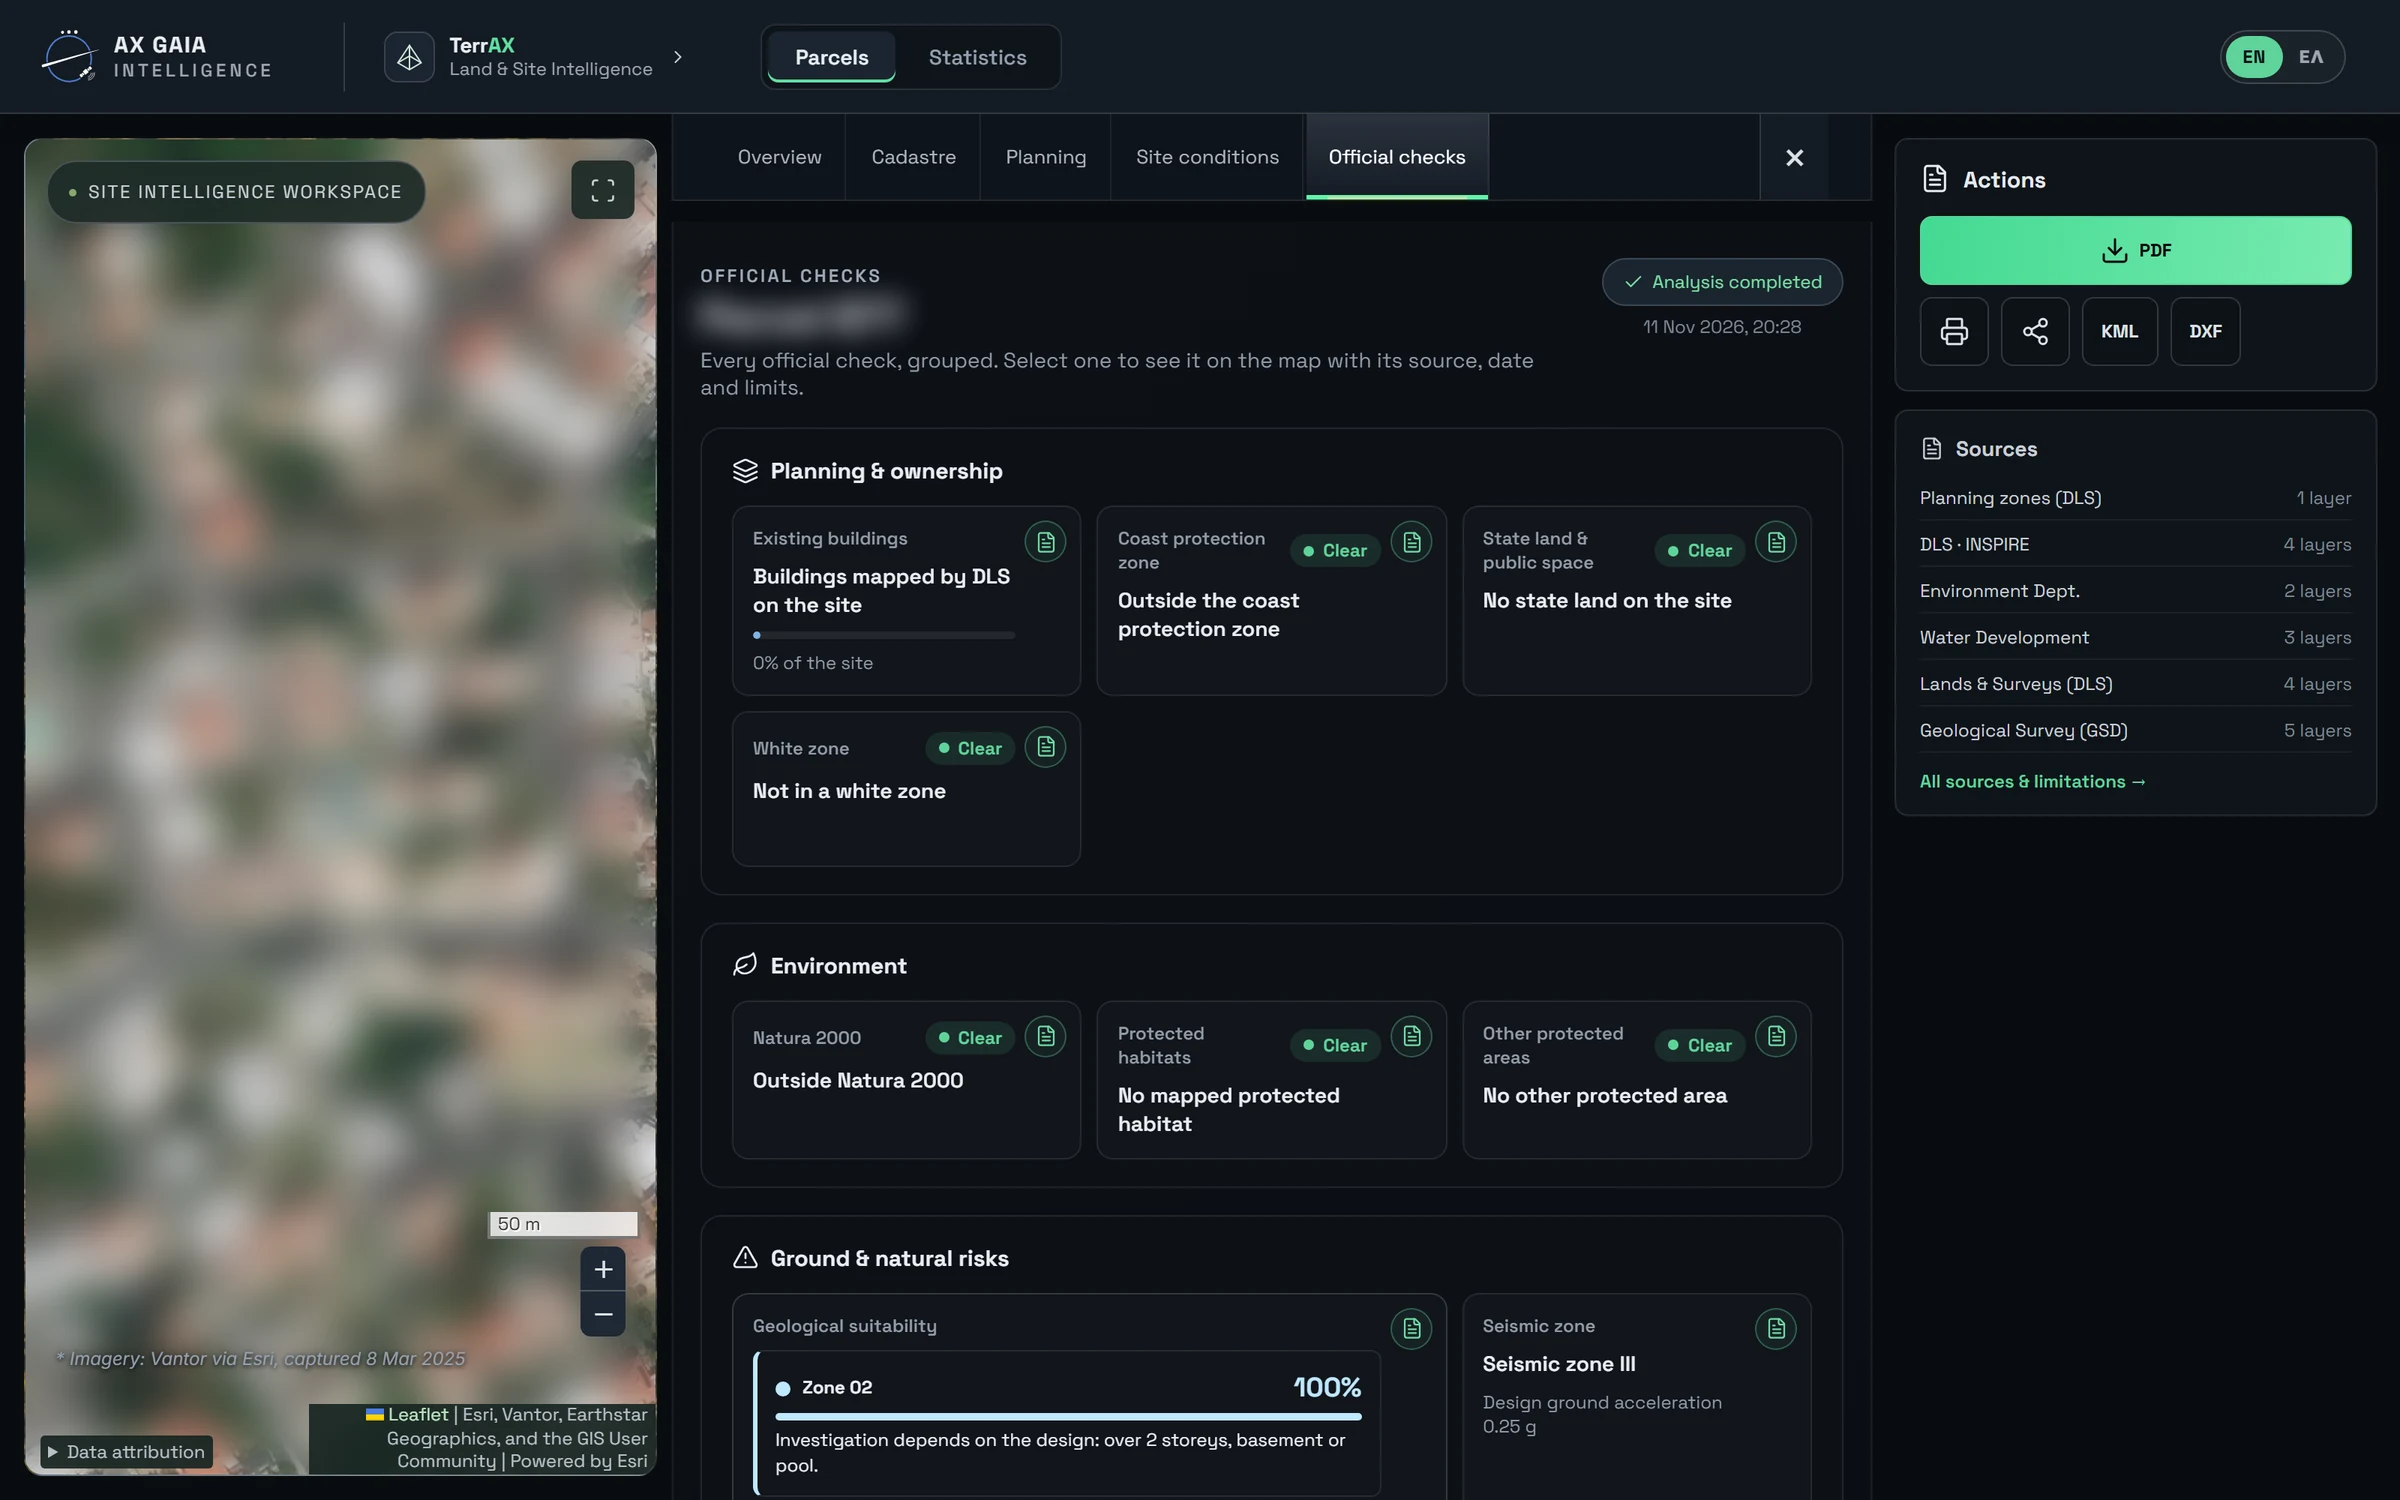 AX GAIA
INTELLIGENCE
TerrAX
Land & Site Intelligence
Parcels
Statistics
EN
ΕΛ
SITE INTELLIGENCE WORKSPACE
50 m
+
−
* Imagery: Vantor via Esri, captured 8 Mar 2025
Leaflet | Esri, Vantor, Earthstar
Geographics, and the GIS User
Community | Powered by Esri
Data attribution
Overview
Cadastre
Planning
Site conditions
Official checks
OFFICIAL CHECKS
Analysis completed
11 Nov 2026, 20:28
Every official check, grouped. Select one to see it on the map with its source, date
and limits.
Planning & ownership
Existing buildings
Buildings mapped by DLS
on the site
0% of the site
Coast protection
zone
Clear
Outside the coast
protection zone
State land &
public space
Clear
No state land on the site
White zone
Clear
Not in a white zone
Environment
Natura 2000
Clear
Outside Natura 2000
Protected
habitats
Clear
No mapped protected
habitat
Other protected
areas
Clear
No other protected area
Ground & natural risks
Geological suitability
Zone 02
100%
Investigation depends on the design: over 2 storeys, basement or
pool.
Seismic zone
Seismic zone III
Design ground acceleration
0.25 g
Actions
PDF
KML
DXF
Sources
Planning zones (DLS)
1 layer
DLS · INSPIRE
4 layers
Environment Dept.
2 layers
Water Development
3 layers
Lands & Surveys (DLS)
4 layers
Geological Survey (GSD)
5 layers
All sources & limitations →